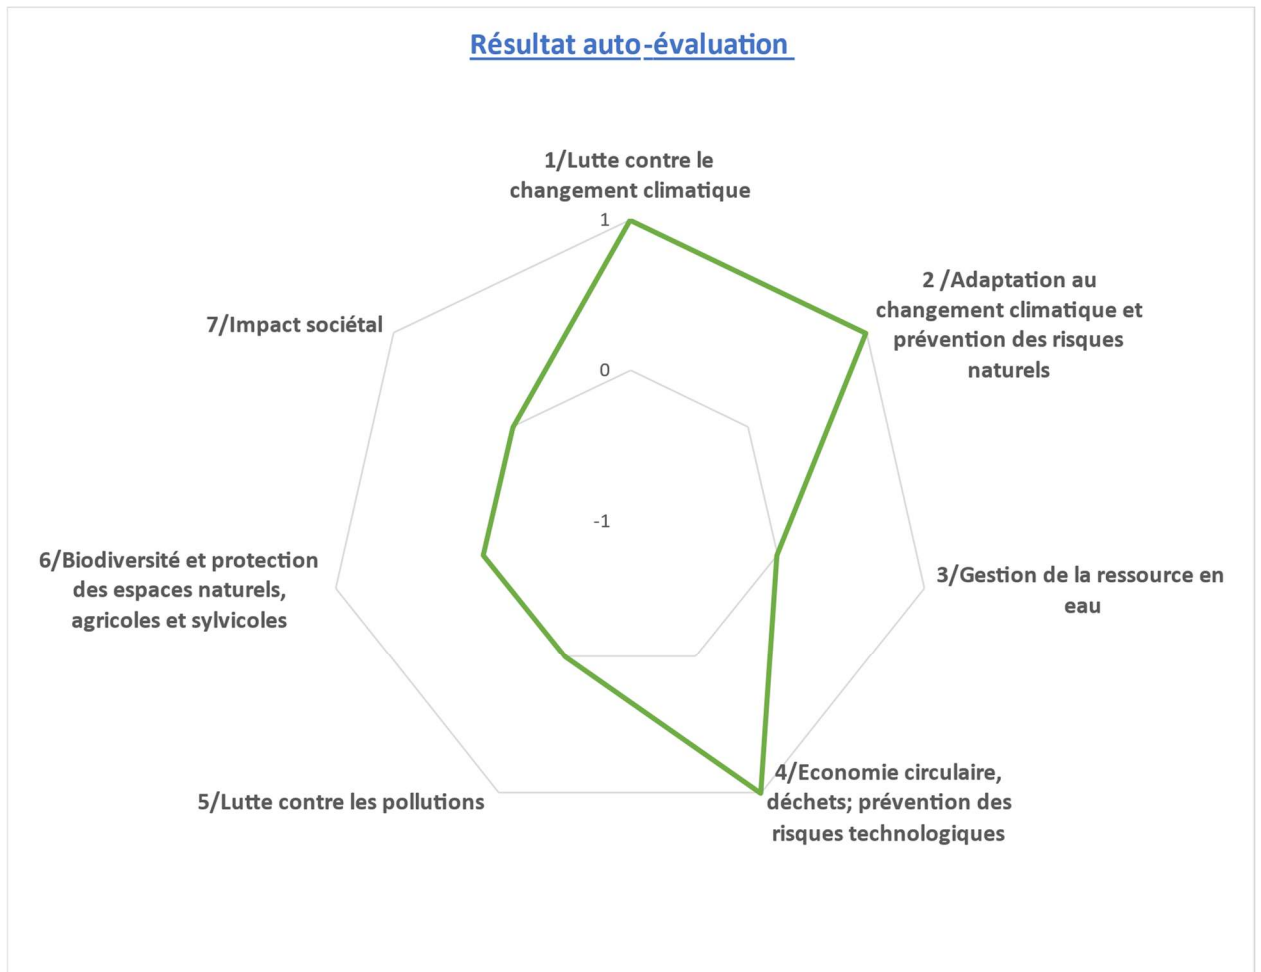 Résultat auto-évaluation
1/Lutte contre le
changement climatique
1
2 /Adaptation au
changement climatique et
prévention des risques
naturels
7/Impact sociétal
0
-1
6/Biodiversité et protection
des espaces naturels,
agricoles et sylvicoles
3/Gestion de la ressource en
eau
4/Economie circulaire,
déchets; prévention des
risques technologiques
5/Lutte contre les pollutions